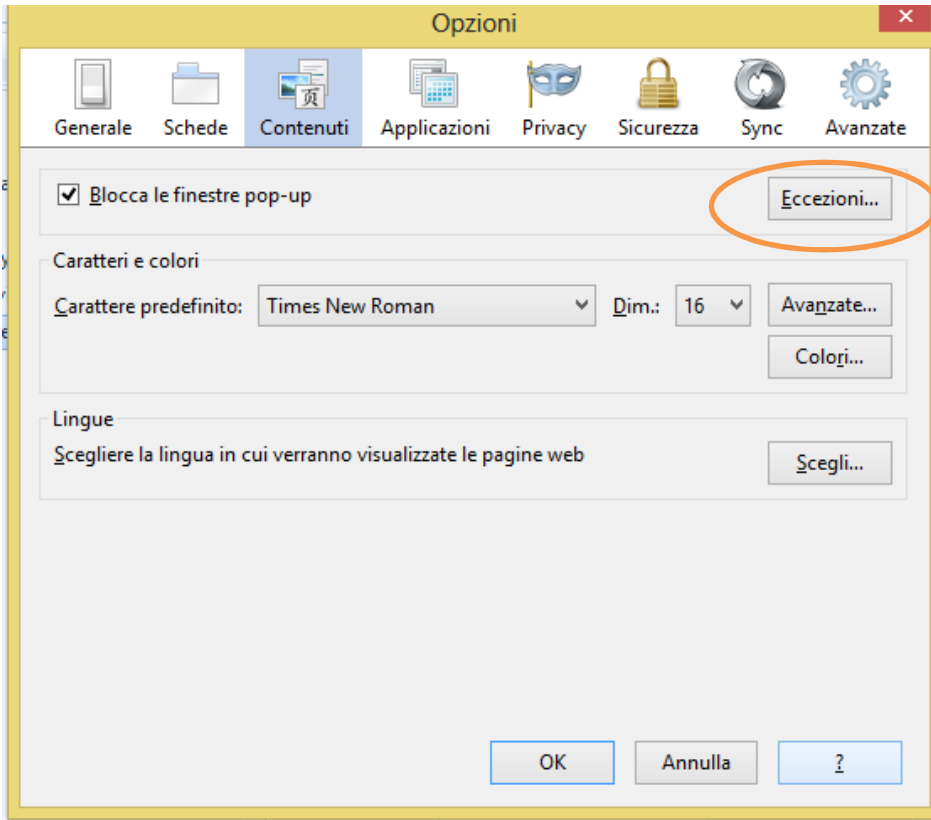 Opzioni
Generale Schede Contenuti Applicazioni Privacy Sicurezza Sync Avanzate
Blocca le finestre pop-up Eccezioni...
Caratteri e colori
Carattere predefinito: Times New Roman Dim.: 16 Avanzate...
Colori...
Lingue
Scegliere la lingua in cui verranno visualizzate le pagine web Scegli...
OK Annulla ?